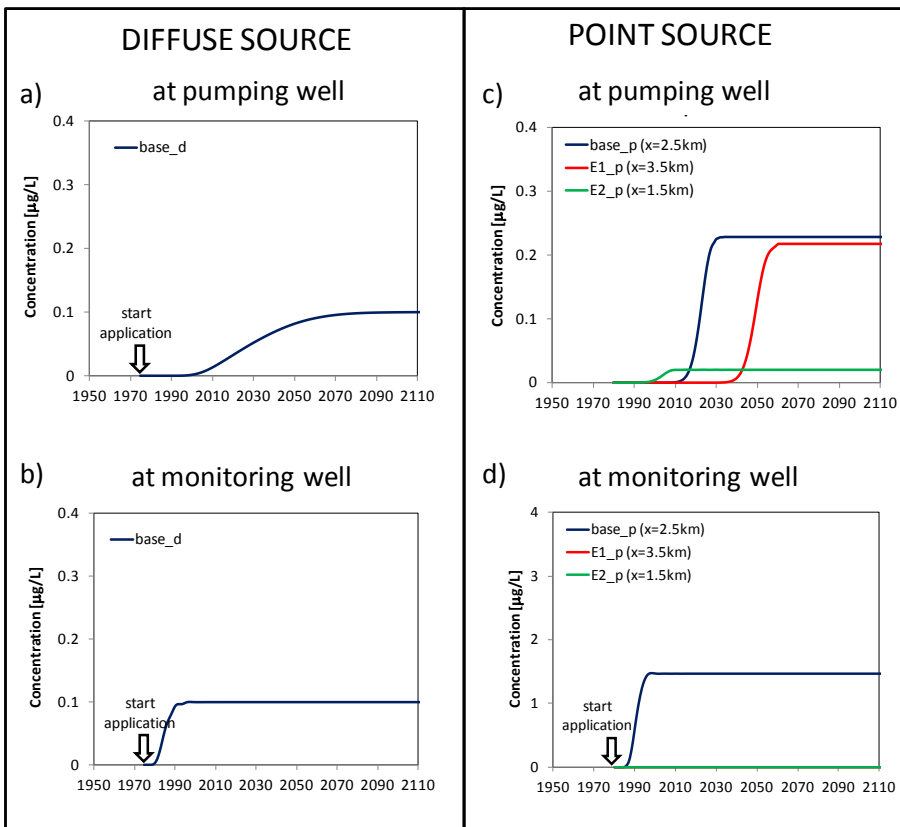 DIFFUSE SOURCE
a)
at pumping well
Concentration [µg/L]
0.4
0.3
0.2
0.1
0
base_d
start
application
1950 1970 1990 2010 2030 2050 2070 2090 2110
b)
at monitoring well
Concentration [µg/L]
0.4
0.3
0.2
0.1
0
base_d
start
application
1950 1970 1990 2010 2030 2050 2070 2090 2110
POINT SOURCE
c)
at pumping well
Concentration [µg/L]
0.4
0.3
0.2
0.1
0
base_p (x=2.5km)
E1_p (x=3.5km)
E2_p (x=1.5km)
1950 1970 1990 2010 2030 2050 2070 2090 2110
d)
at monitoring well
Concentration [µg/L]
4
3
2
1
0
base_p (x=2.5km)
E1_p (x=3.5km)
E2_p (x=1.5km)
start
application
1950 1970 1990 2010 2030 2050 2070 2090 2110